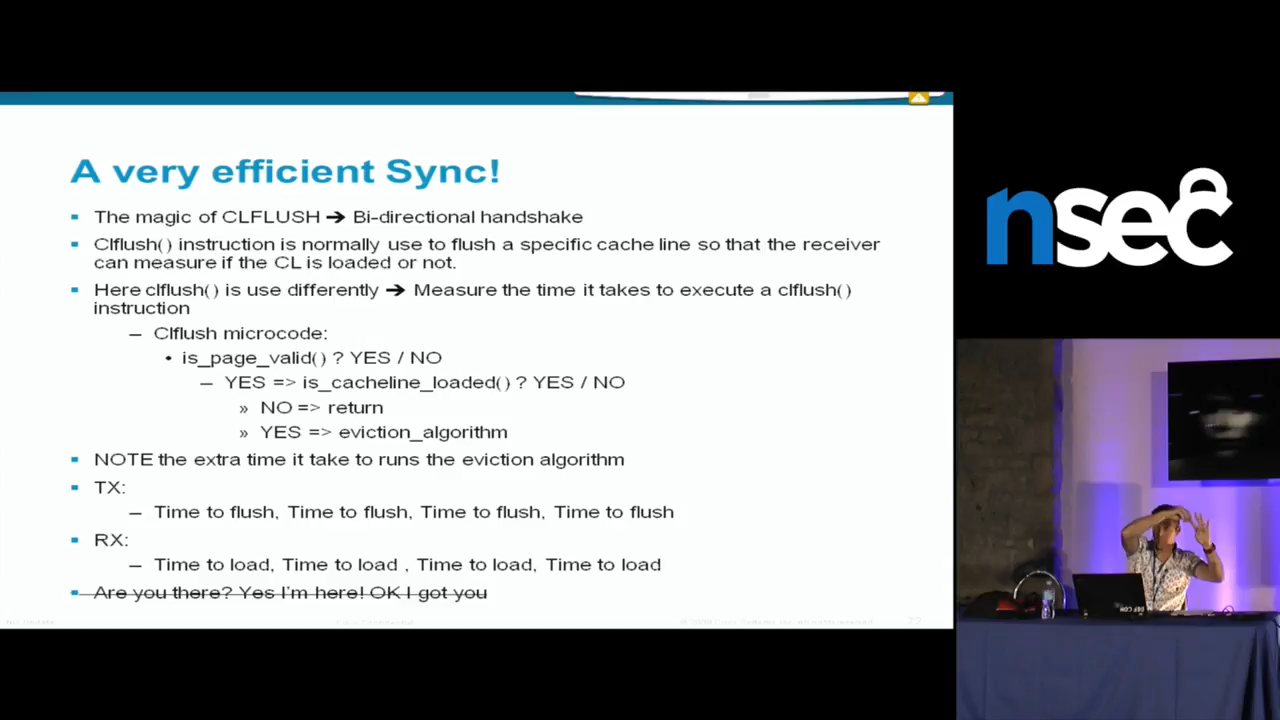 A very efficient Sync!
▪ The magic of CLFLUSH ➔ Bi-directional handshake
▪ Clflush() instruction is normally use to flush a specific cache line so that the receiver
can measure if the CL is loaded or not.
▪ Here clflush() is use differently ➔ Measure the time it takes to execute a clflush()
instruction
– Clflush microcode:
• is_page_valid() ? YES / NO
– YES => is_cacheline_loaded() ? YES / NO
» NO => return
» YES => eviction_algorithm
▪ NOTE the extra time it take to runs the eviction algorithm
▪ TX:
– Time to flush, Time to flush, Time to flush, Time to flush
▪ RX:
– Time to load, Time to load , Time to load, Time to load
▪ Are you there? Yes I'm here! OK I got you
nsec
DEF CON